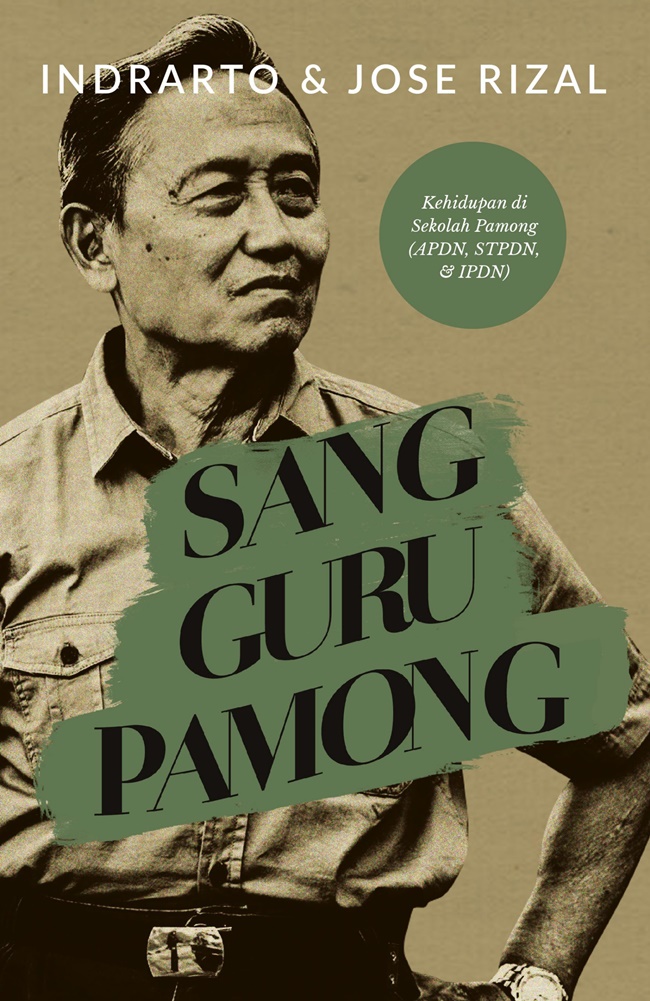 INDRARTO & JOSE RIZAL
Kehidupan di
Sekolah Pamong
(APDN, STPDN,
& IPDN)
SANG
GURU
PAMONG